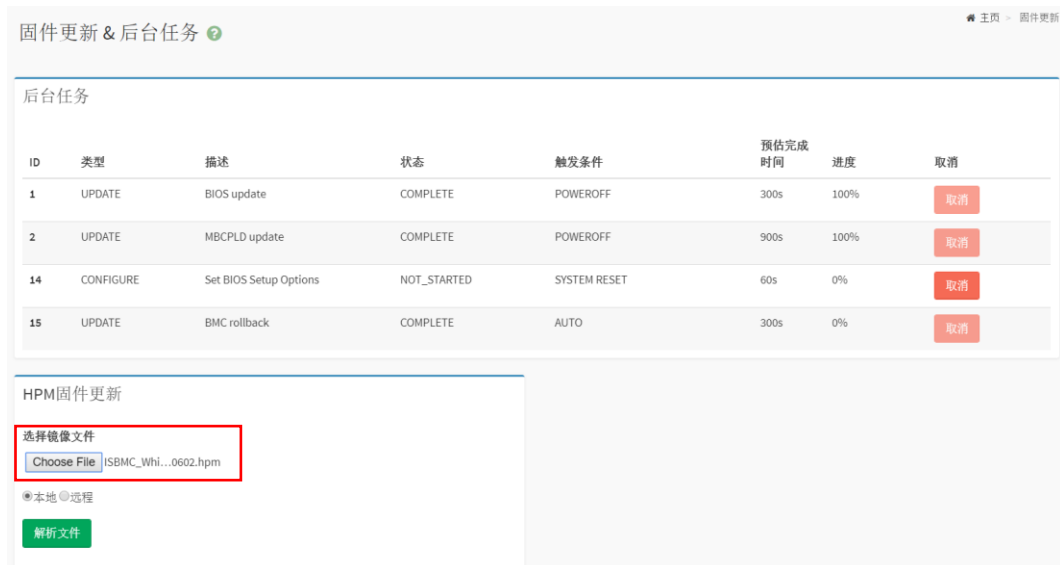 主页 > 固件更新
固件更新 & 后台任务
后台任务
ID 类型 描述 状态 触发条件 预估完成时间 进度 取消
1 UPDATE BIOS update COMPLETE POWEROFF 300s 100% 取消
2 UPDATE MBCPLD update COMPLETE POWEROFF 900s 100% 取消
14 CONFIGURE Set BIOS Setup Options NOT_STARTED SYSTEM RESET 60s 0% 取消
15 UPDATE BMC rollback COMPLETE AUTO 300s 0% 取消
HPM固件更新
选择镜像文件
Choose File ISBMC_Whi...0602.hpm
本地 远程
解析文件